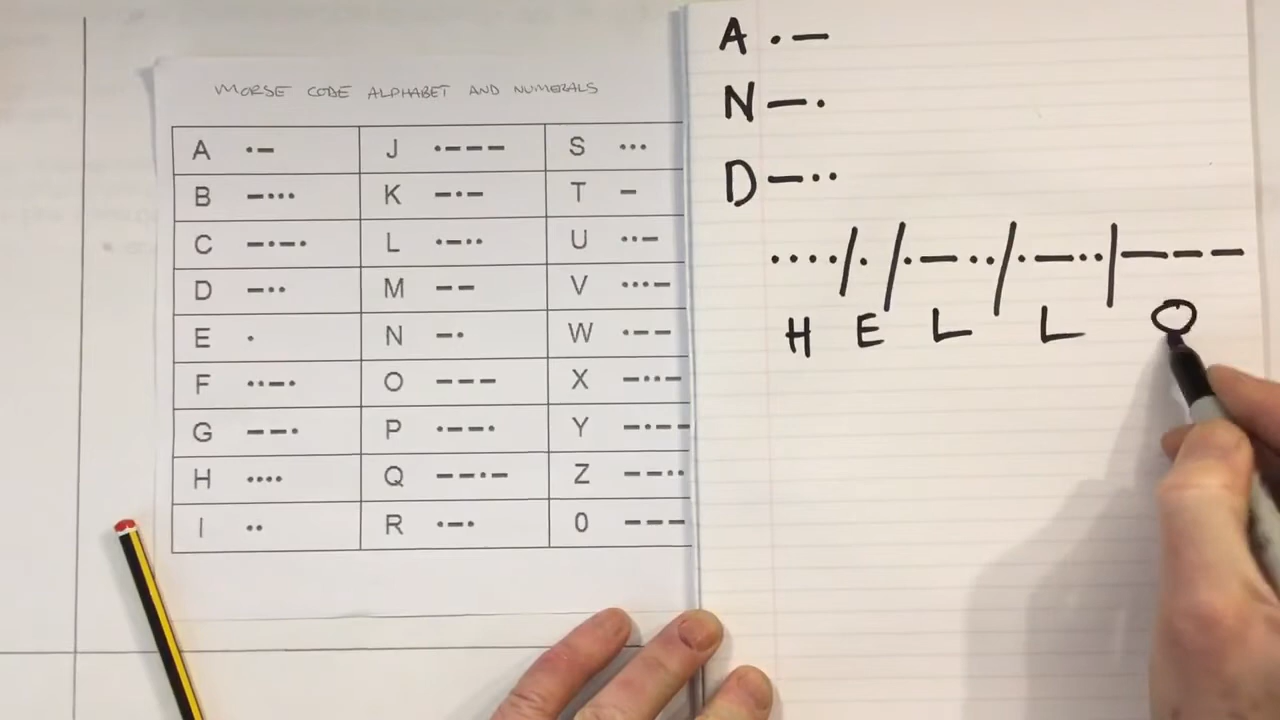 MORSE CODE ALPHABET AND NUMERALS
A •– J •––– S •••
B –••• K –•– T –
C –•–• L •–•• U ••–
D –•• M –– V •••–
E • N –• W •––
F ••–• O ––– X –••–
G ––• P •––• Y –•––
H •••• Q ––•– Z ––••
I •• R •–• 0 –––
A •–
N –•
D –••
••••/•/•–••/•–••/–––
H E L L O